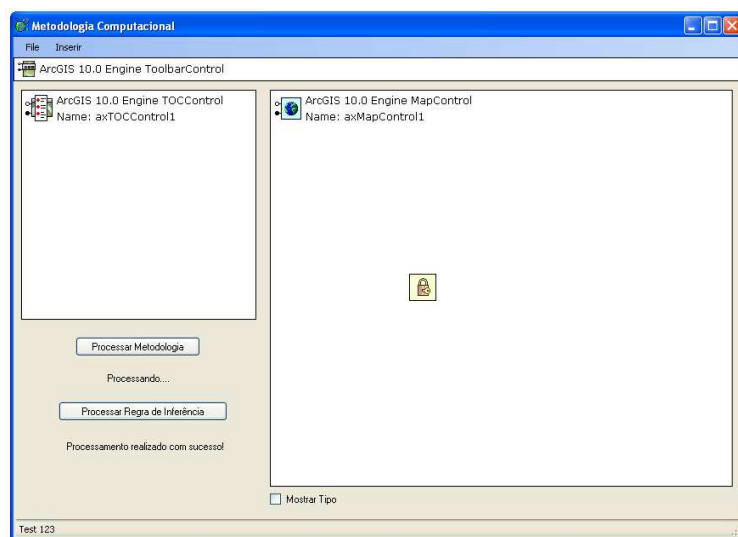 Metodologia Computacional
File Inserir
ArcGIS 10.0 Engine ToolbarControl
ArcGIS 10.0 Engine TOCControl
Name: axTOCControl1
ArcGIS 10.0 Engine MapControl
Name: axMapControl1
Processar Metodologia
Processando....
Processar Regra de Inferência
Processamento realizado com sucesso!
Mostrar Tipo
Test 123